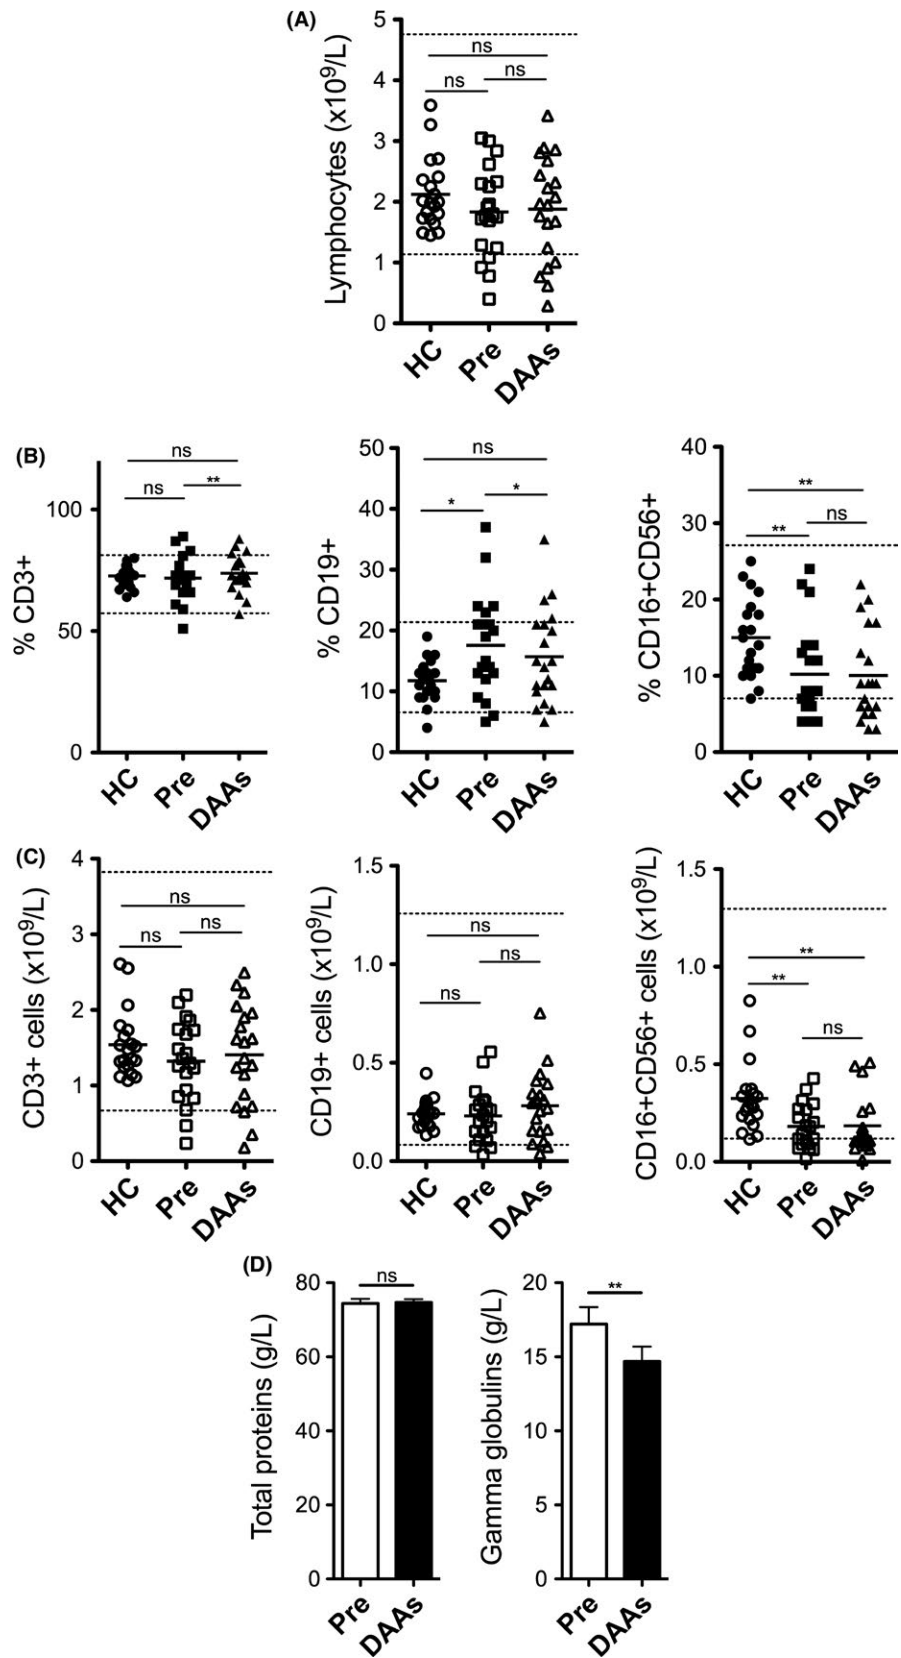 (A)
Lymphocytes (x10⁹/L)
5
4
3
2
1
0
ns
ns
ns
HC
Pre
DAAs
(B)
% CD3+
100
50
0
ns
ns
**
HC
Pre
DAAs
% CD19+
50
40
30
20
10
0
ns
*
*
HC
Pre
DAAs
% CD16+CD56+
40
30
20
10
0
**
**
ns
HC
Pre
DAAs
(C)
CD3+ cells (x10⁹/L)
4
3
2
1
0
ns
ns
ns
HC
Pre
DAAs
CD19+ cells (x10⁹/L)
1.5
1.0
0.5
0.0
ns
ns
ns
HC
Pre
DAAs
CD16+CD56+ cells (x10⁹/L)
1.5
1.0
0.5
0.0
**
**
ns
HC
Pre
DAAs
(D)
Total proteins (g/L)
80
60
40
20
0
ns
Pre
DAAs
Gamma globulins (g/L)
20
15
10
5
0
**
Pre
DAAs